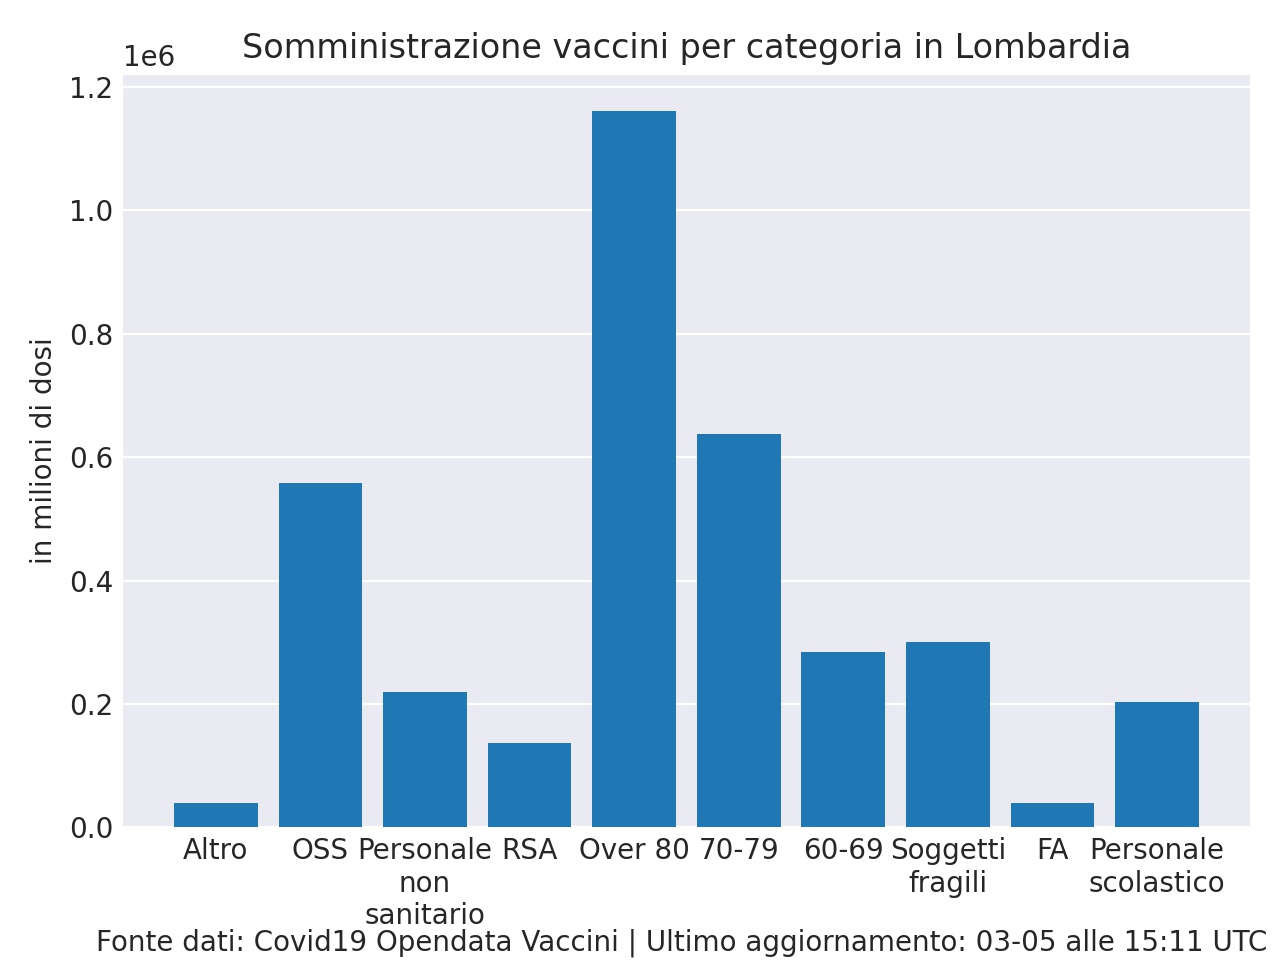 Somministrazione vaccini per categoria in Lombardia
1e6
1.2
1.0
0.8
0.6
0.4
0.2
0.0
in milioni di dosi
Altro
OSS
Personale
non
sanitario
RSA
Over 80
70-79
60-69
Soggetti
fragili
FA
Personale
scolastico
Fonte dati: Covid19 Opendata Vaccini | Ultimo aggiornamento: 03-05 alle 15:11 UTC